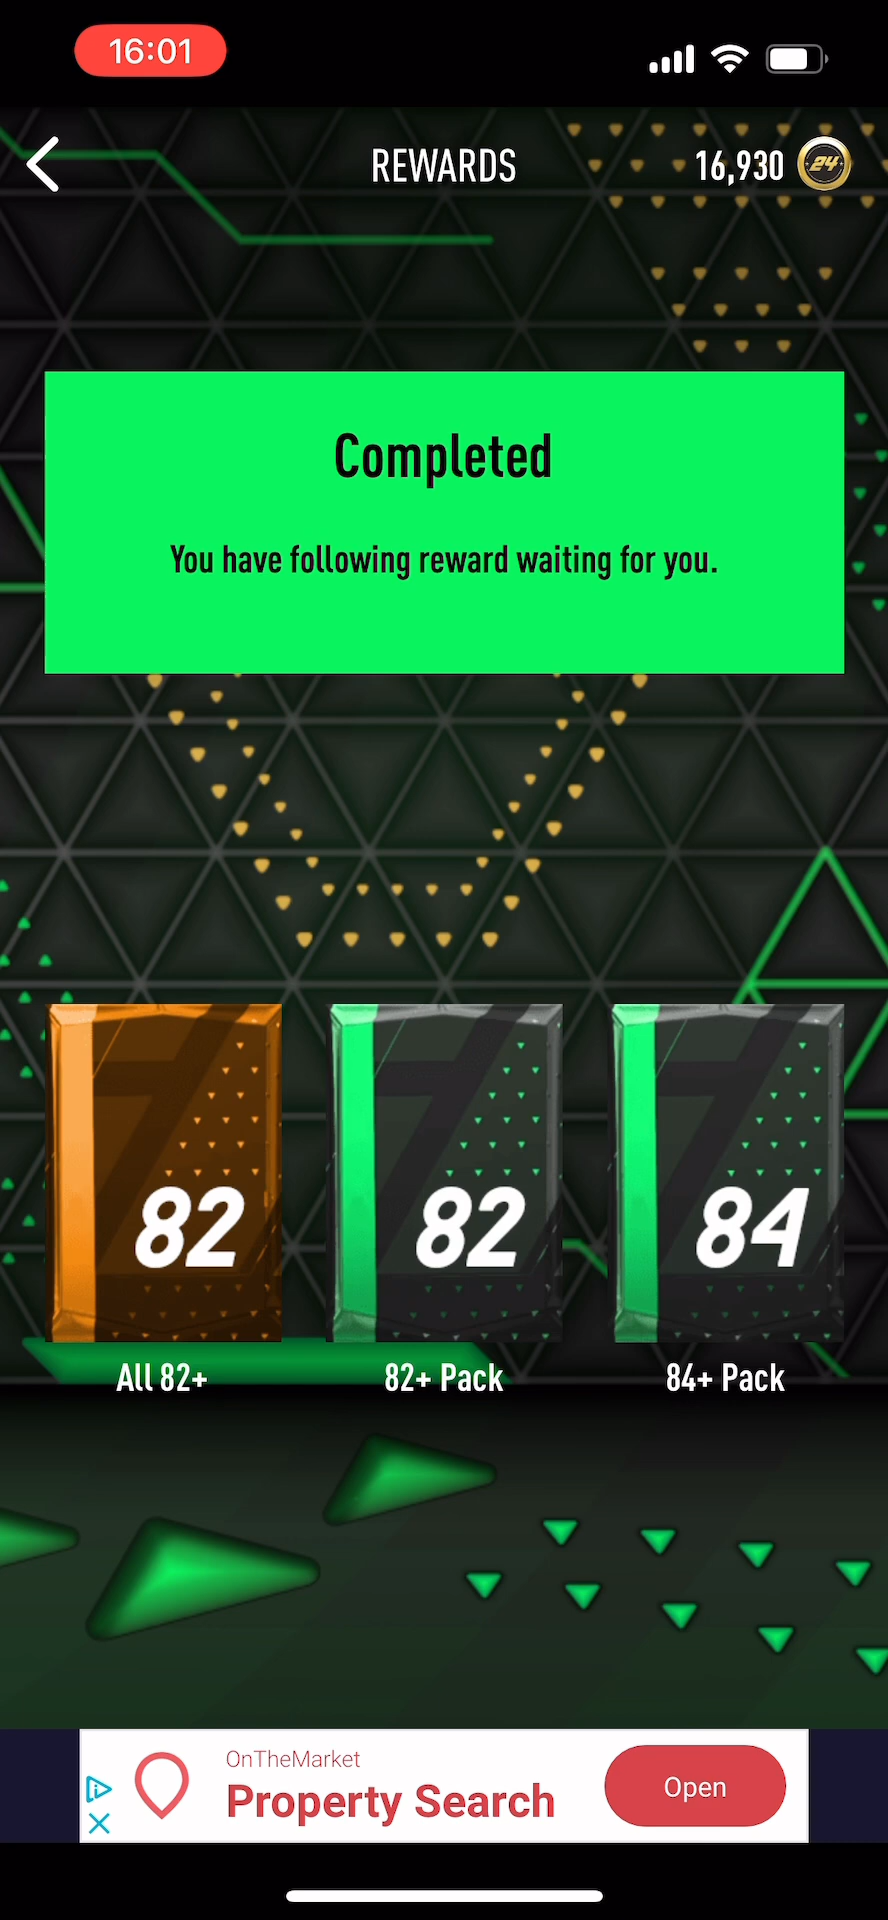 16:01
REWARDS
16,930
24
Completed
You have following reward waiting for you.
82
82
84
All 82+
82+ Pack
84+ Pack
OnTheMarket
Property Search
Open